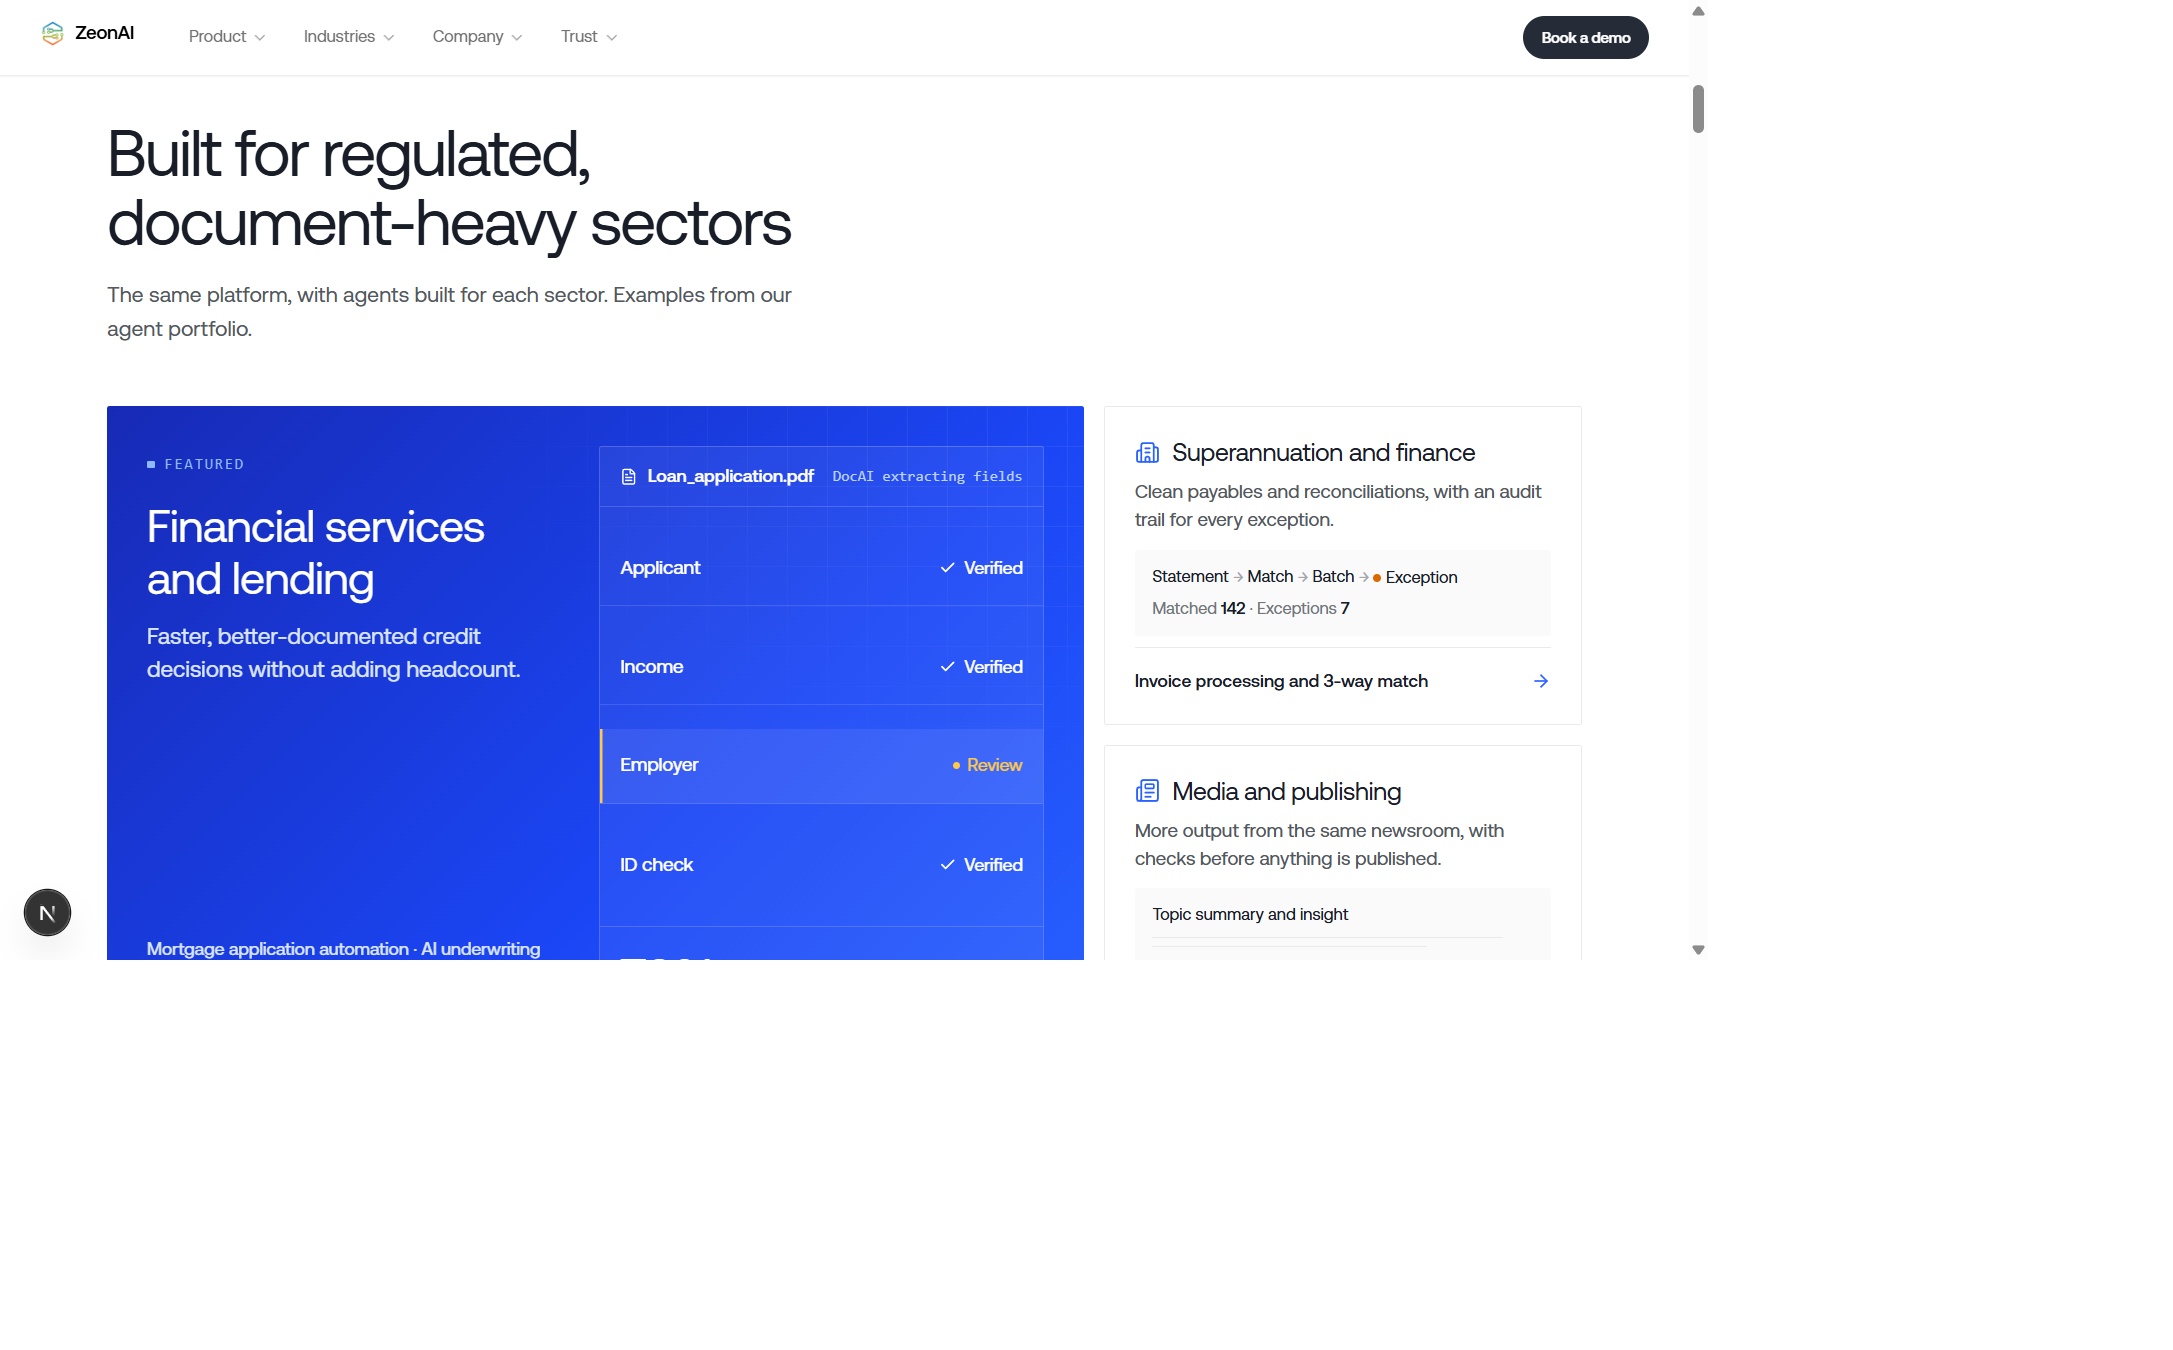 ZeonAI
Product
Industries
Company
Trust
Book a demo
Built for regulated,
document-heavy sectors
The same platform, with agents built for each sector. Examples from our
agent portfolio.
FEATURED
Financial services
and lending
Faster, better-documented credit
decisions without adding headcount.
Mortgage application automation · AI underwriting
Loan_application.pdf DocAI extracting fields
Applicant Verified
Income Verified
Employer Review
ID check Verified
Superannuation and finance
Clean payables and reconciliations, with an audit
trail for every exception.
Statement → Match → Batch → Exception
Matched 142 · Exceptions 7
Invoice processing and 3-way match →
Media and publishing
More output from the same newsroom, with
checks before anything is published.
Topic summary and insight
N